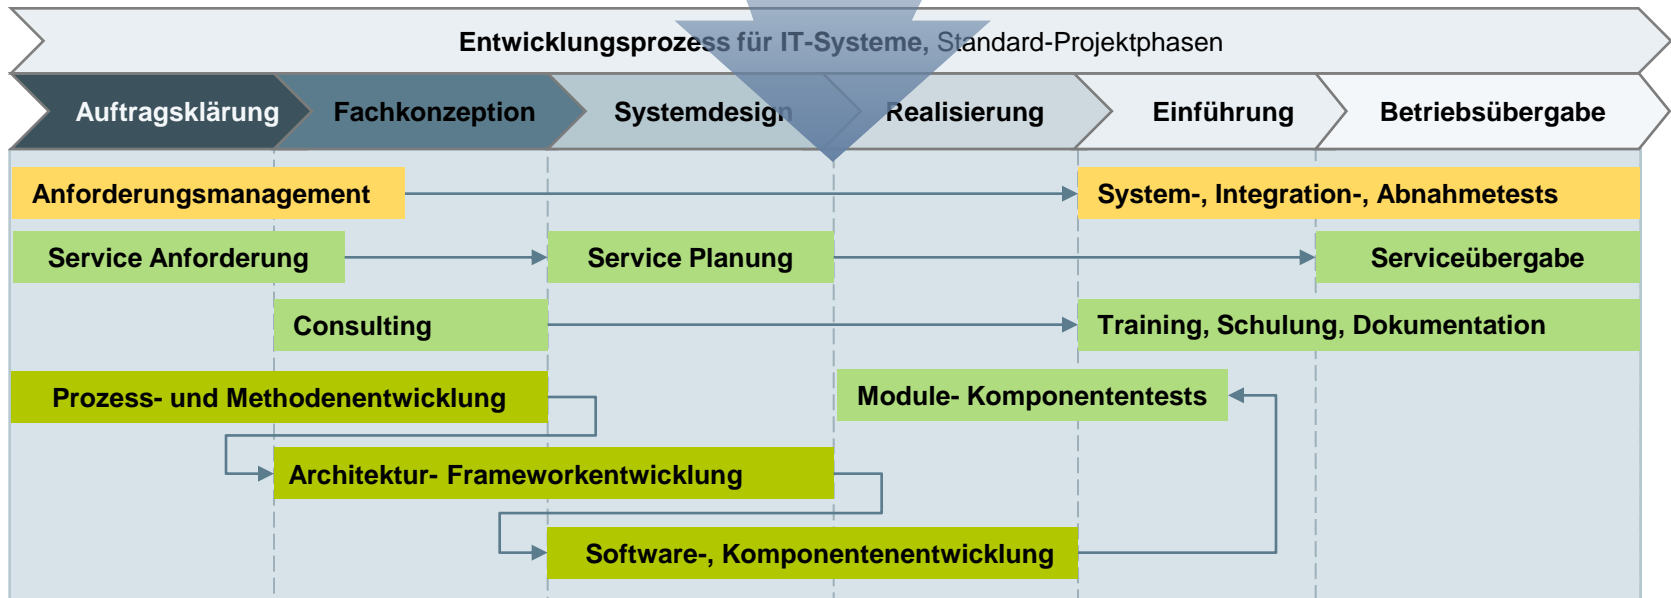 Entwicklungsprozess für IT-Systeme, Standard-Projektphasen
Auftragsklärung
Fachkonzeption
Systemdesign
Realisierung
Einführung
Betriebsübergabe
Anforderungsmanagement
System-, Integration-, Abnahmetests
Service Anforderung
Service Planung
Serviceübergabe
Consulting
Training, Schulung, Dokumentation
Prozess- und Methodenentwicklung
Module- Komponententests
Architektur- Frameworkentwicklung
Software-, Komponentenentwicklung